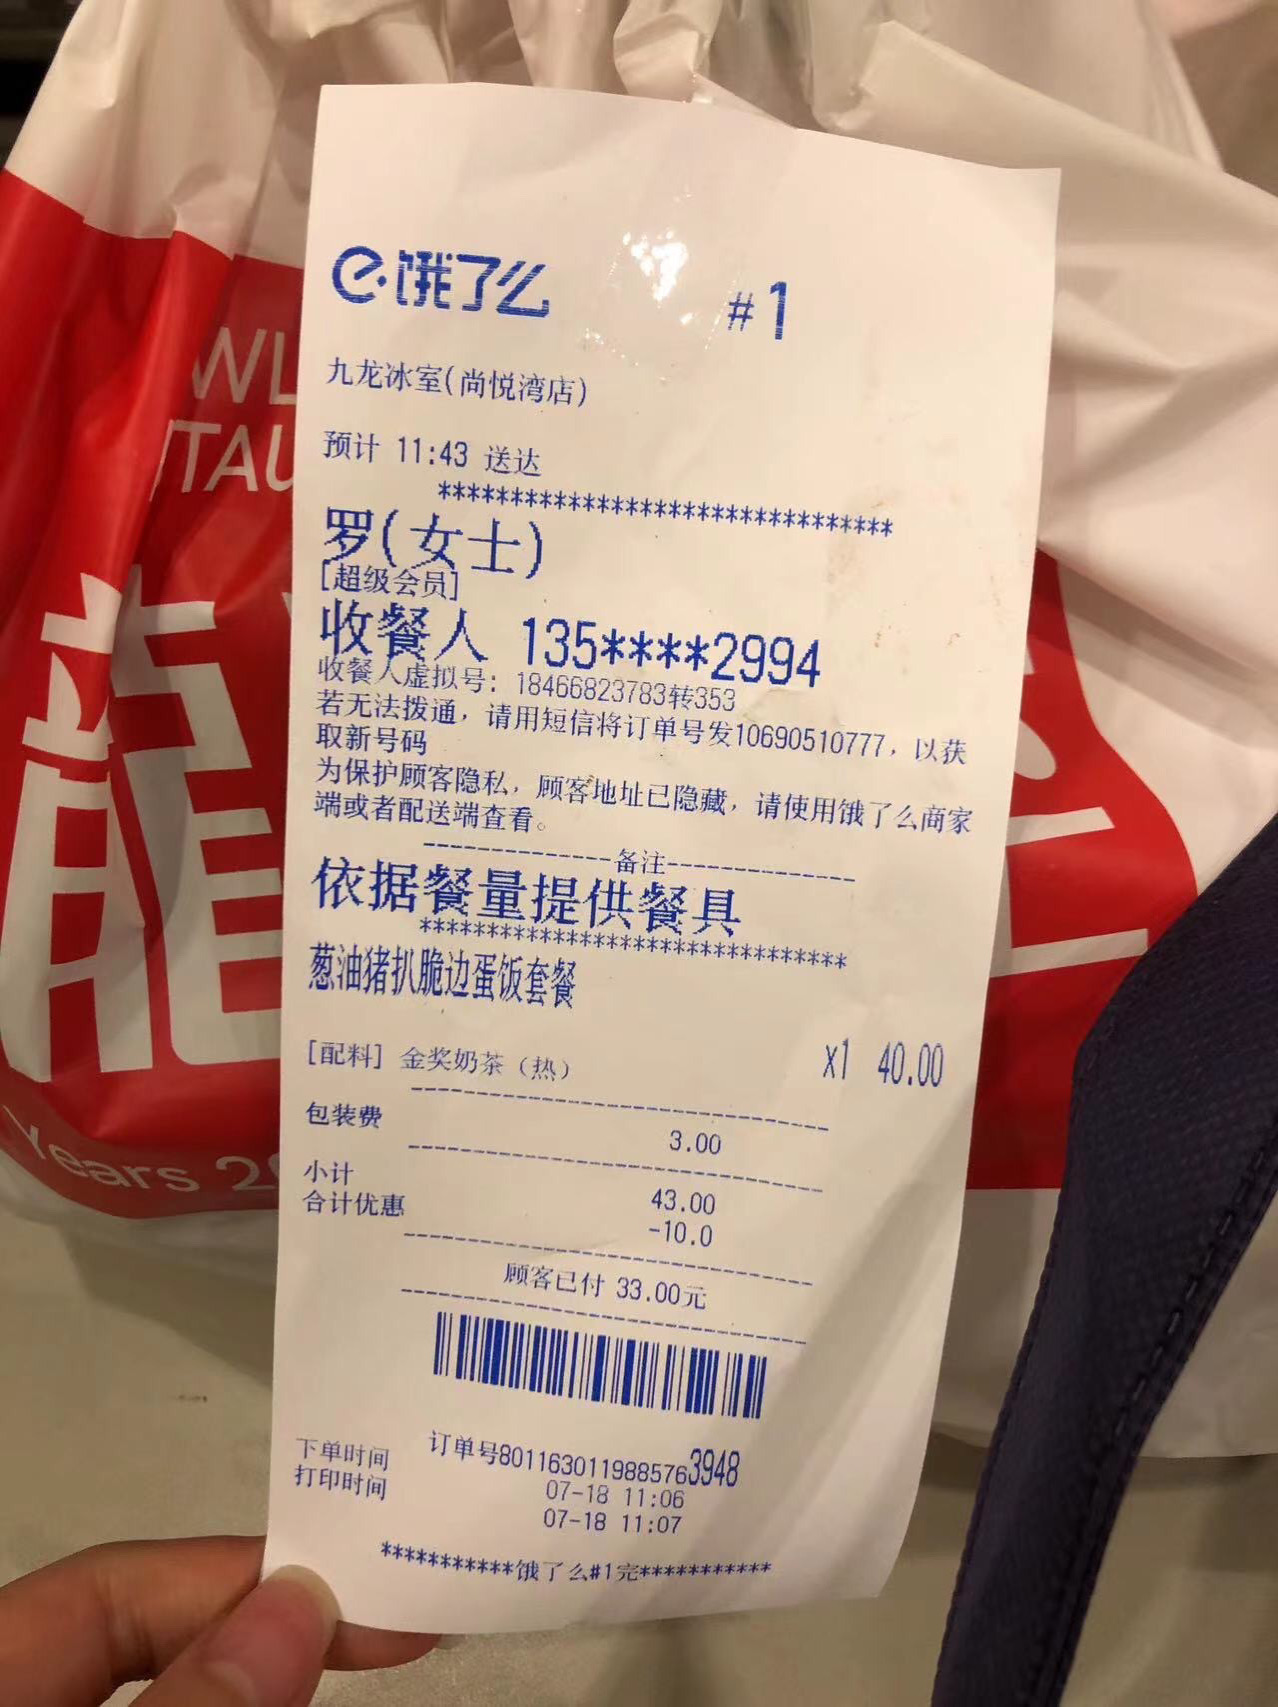 饿了么 #1
九龙冰室(尚悦湾店)
预计 11:43 送达
********************************
罗(女士)
[超级会员]
收餐人 135****2994
收餐人虚拟号: 18466823783转353
若无法拨通，请用短信将订单号发10690510777，以获
取新号码
为保护顾客隐私，顾客地址已隐藏，请使用饿了么商家
端或者配送端查看。
--------------备注--------------
依据餐量提供餐具
********************************
葱油猪扒脆边蛋饭套餐
x1 40.00
[配料] 金奖奶茶（热）
包装费 3.00
小计 43.00
合计优惠 -10.0
顾客已付 33.00元
订单号8011630119885763948
下单时间 07-18 11:06
打印时间 07-18 11:07
***********饿了么#1完***********
WL
TAU
龍
Years 20